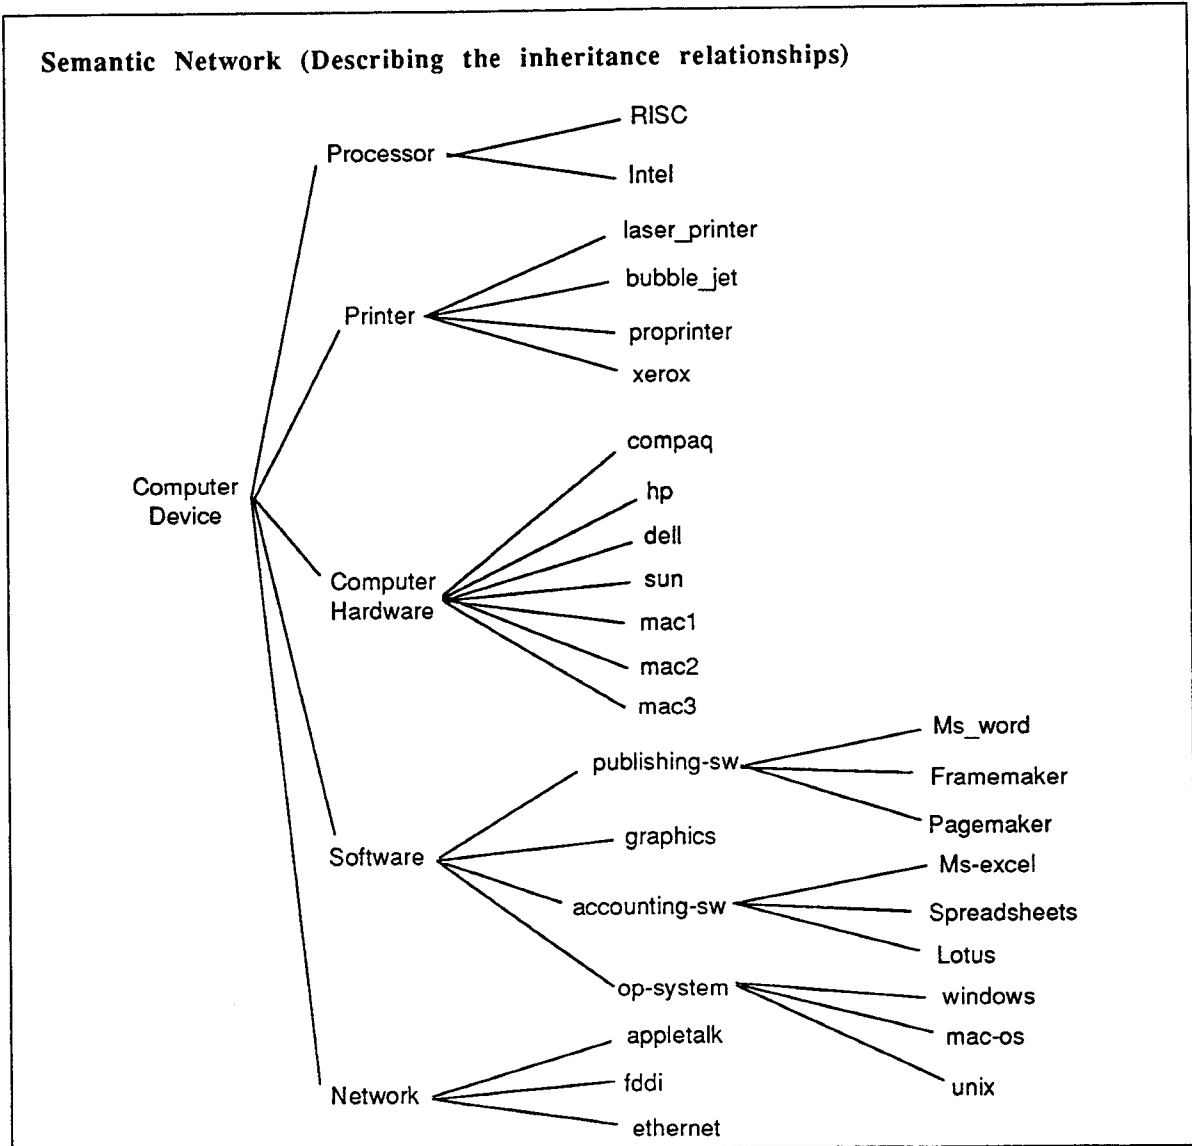 Semantic Network (Describing the inheritance relationships)
RISC
Processor
Intel
laser_printer
bubble_jet
Printer
proprinter
xerox
compaq
Computer
Device
hp
dell
Computer
Hardware
sun
mac1
mac2
mac3
Ms_word
publishing-sw
Framemaker
Pagemaker
graphics
Software
Ms-excel
accounting-sw
Spreadsheets
Lotus
op-system
windows
mac-os
unix
appletalk
Network
fddi
ethernet